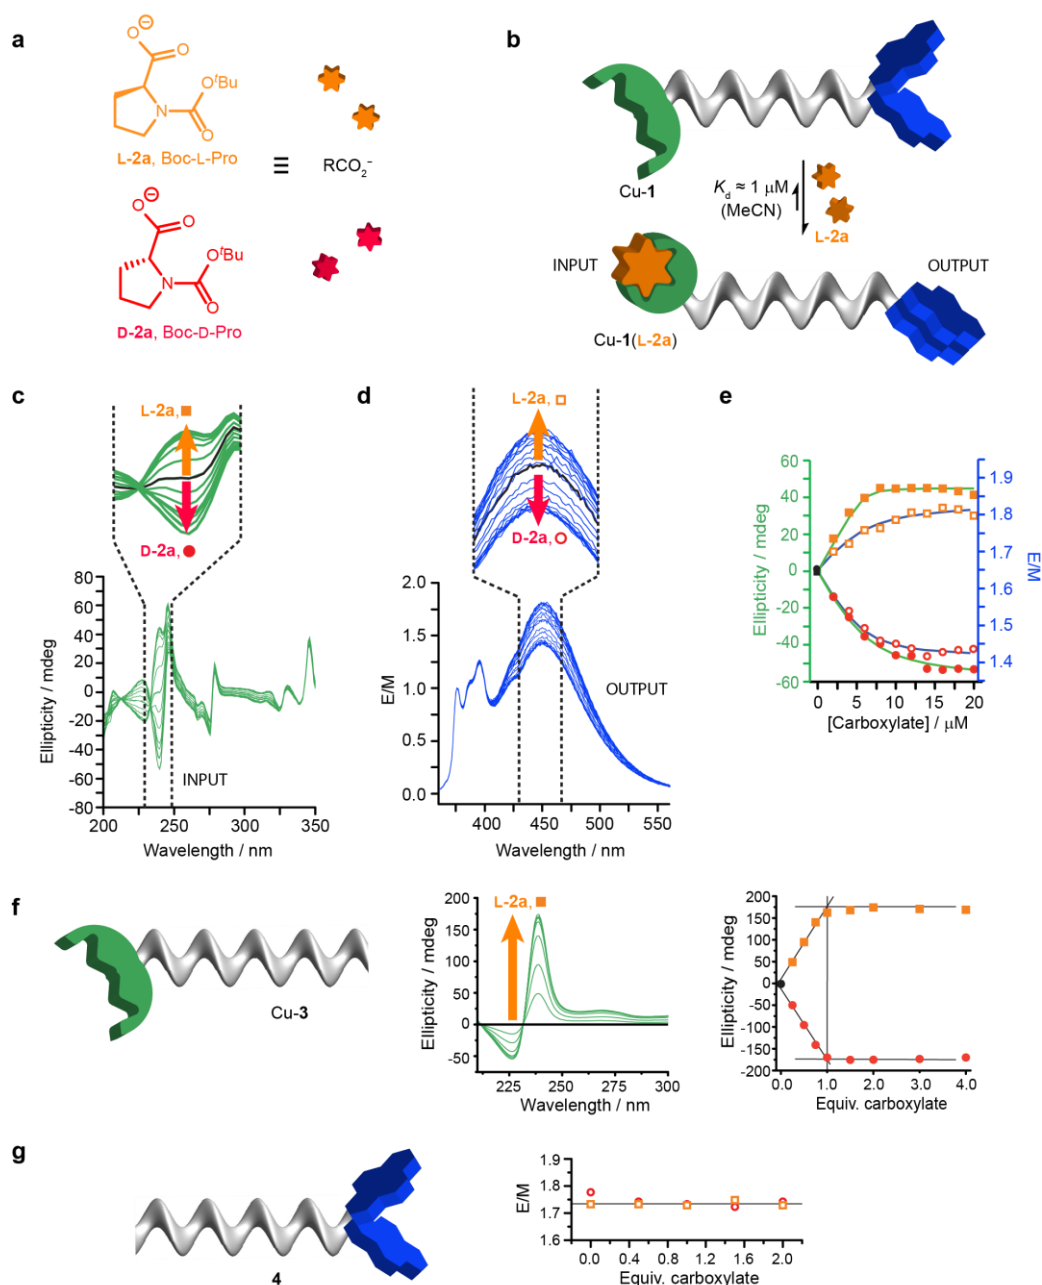 a
⊖
O
O
OᵗBu
N
O
L-2a, Boc-L-Pro
≡
RCO₂⁻
⊖
O
O
OᵗBu
N
O
D-2a, Boc-D-Pro
b
Cu-1
Kd ≈ 1 μM
(MeCN)
L-2a
INPUT
OUTPUT
Cu-1(L-2a)
c
L-2a,
D-2a,
80
60
40
20
0
-20
-40
-60
-80
Ellipticity / mdeg
INPUT
200 250 300 350
Wavelength / nm
d
L-2a,
D-2a,
2.0
1.5
1.0
0.5
0.0
E/M
OUTPUT
400 450 500 550
Wavelength / nm
e
60
40
20
0
-20
-40
-60
Ellipticity / mdeg
1.9
1.8
1.7
1.6
1.5
1.4
E/M
0 5 10 15 20
[Carboxylate] / μM
f
Cu-3
L-2a,
200
150
100
50
0
-50
Ellipticity / mdeg
225 250 275 300
Wavelength / nm
200
150
100
50
0
-50
-100
-150
-200
Ellipticity / mdeg
0.0 1.0 2.0 3.0 4.0
Equiv. carboxylate
g
4
1.9
1.8
1.7
1.6
E/M
0.0 0.4 0.8 1.2 1.6 2.0
Equiv. carboxylate